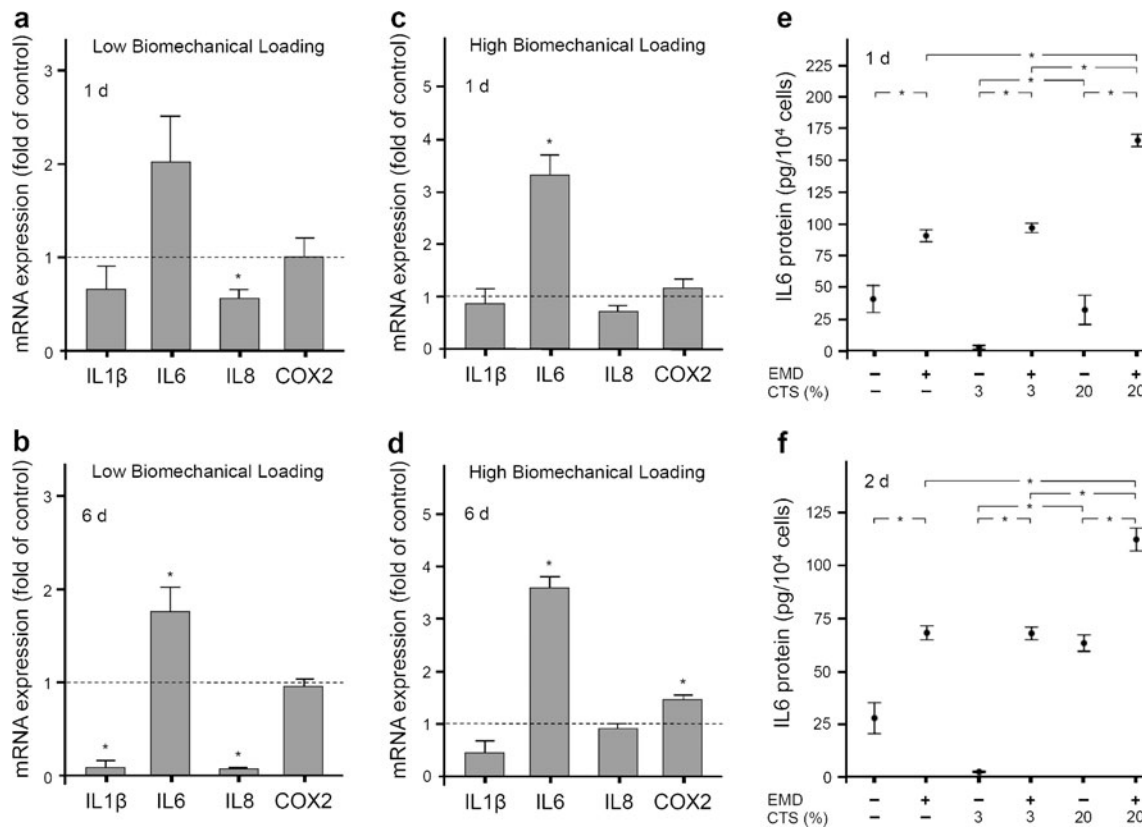 a
Low Biomechanical Loading
1 d
mRNA expression (fold of control)
3
2
1
0
*
IL1β IL6 IL8 COX2
b
Low Biomechanical Loading
6 d
mRNA expression (fold of control)
3
2
1
0
* * *
IL1β IL6 IL8 COX2
c
High Biomechanical Loading
1 d
mRNA expression (fold of control)
5
4
3
2
1
0
*
IL1β IL6 IL8 COX2
d
High Biomechanical Loading
6 d
mRNA expression (fold of control)
5
4
3
2
1
0
* *
IL1β IL6 IL8 COX2
e
1 d
IL6 protein (pg/10⁴ cells)
225
200
175
150
125
100
75
50
25
0
*
*
*
* * *
EMD – + – + – +
CTS (%) – – 3 3 20 20
f
2 d
IL6 protein (pg/10⁴ cells)
125
100
75
50
25
0
*
*
*
* * *
EMD – + – + – +
CTS (%) – – 3 3 20 20